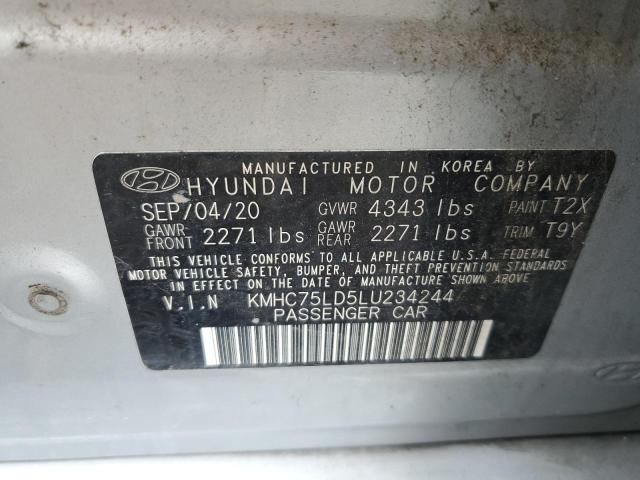 MANUFACTURED IN KOREA BY
HYUNDAI MOTOR COMPANY
SEP/04/20 GVWR 4343 lbs PAINT T2X
GAWR FRONT 2271 lbs GAWR REAR 2271 lbs TRIM T9Y
THIS VEHICLE CONFORMS TO ALL APPLICABLE U.S.A. FEDERAL
MOTOR VEHICLE SAFETY, BUMPER, AND THEFT PREVENTION
STANDARDS IN EFFECT ON THE DATE OF MANUFACTURE SHOWN ABOVE.
V.I.N KMHC75LD5LU234244
PASSENGER CAR